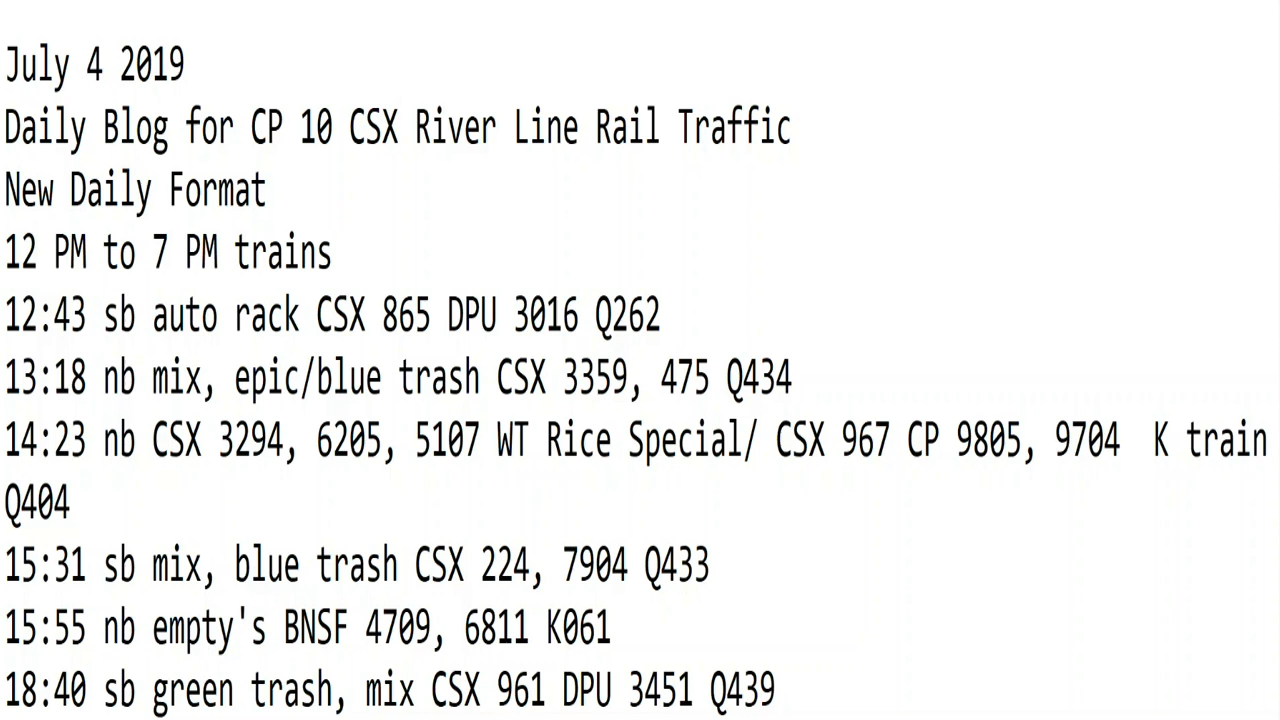 July 4 2019
Daily Blog for CP 10 CSX River Line Rail Traffic
New Daily Format
12 PM to 7 PM trains
12:43 sb auto rack CSX 865 DPU 3016 Q262
13:18 nb mix, epic/blue trash CSX 3359, 475 Q434
14:23 nb CSX 3294, 6205, 5107 WT Rice Special/ CSX 967 CP 9805, 9704  K train
Q404
15:31 sb mix, blue trash CSX 224, 7904 Q433
15:55 nb empty's BNSF 4709, 6811 K061
18:40 sb green trash, mix CSX 961 DPU 3451 Q439